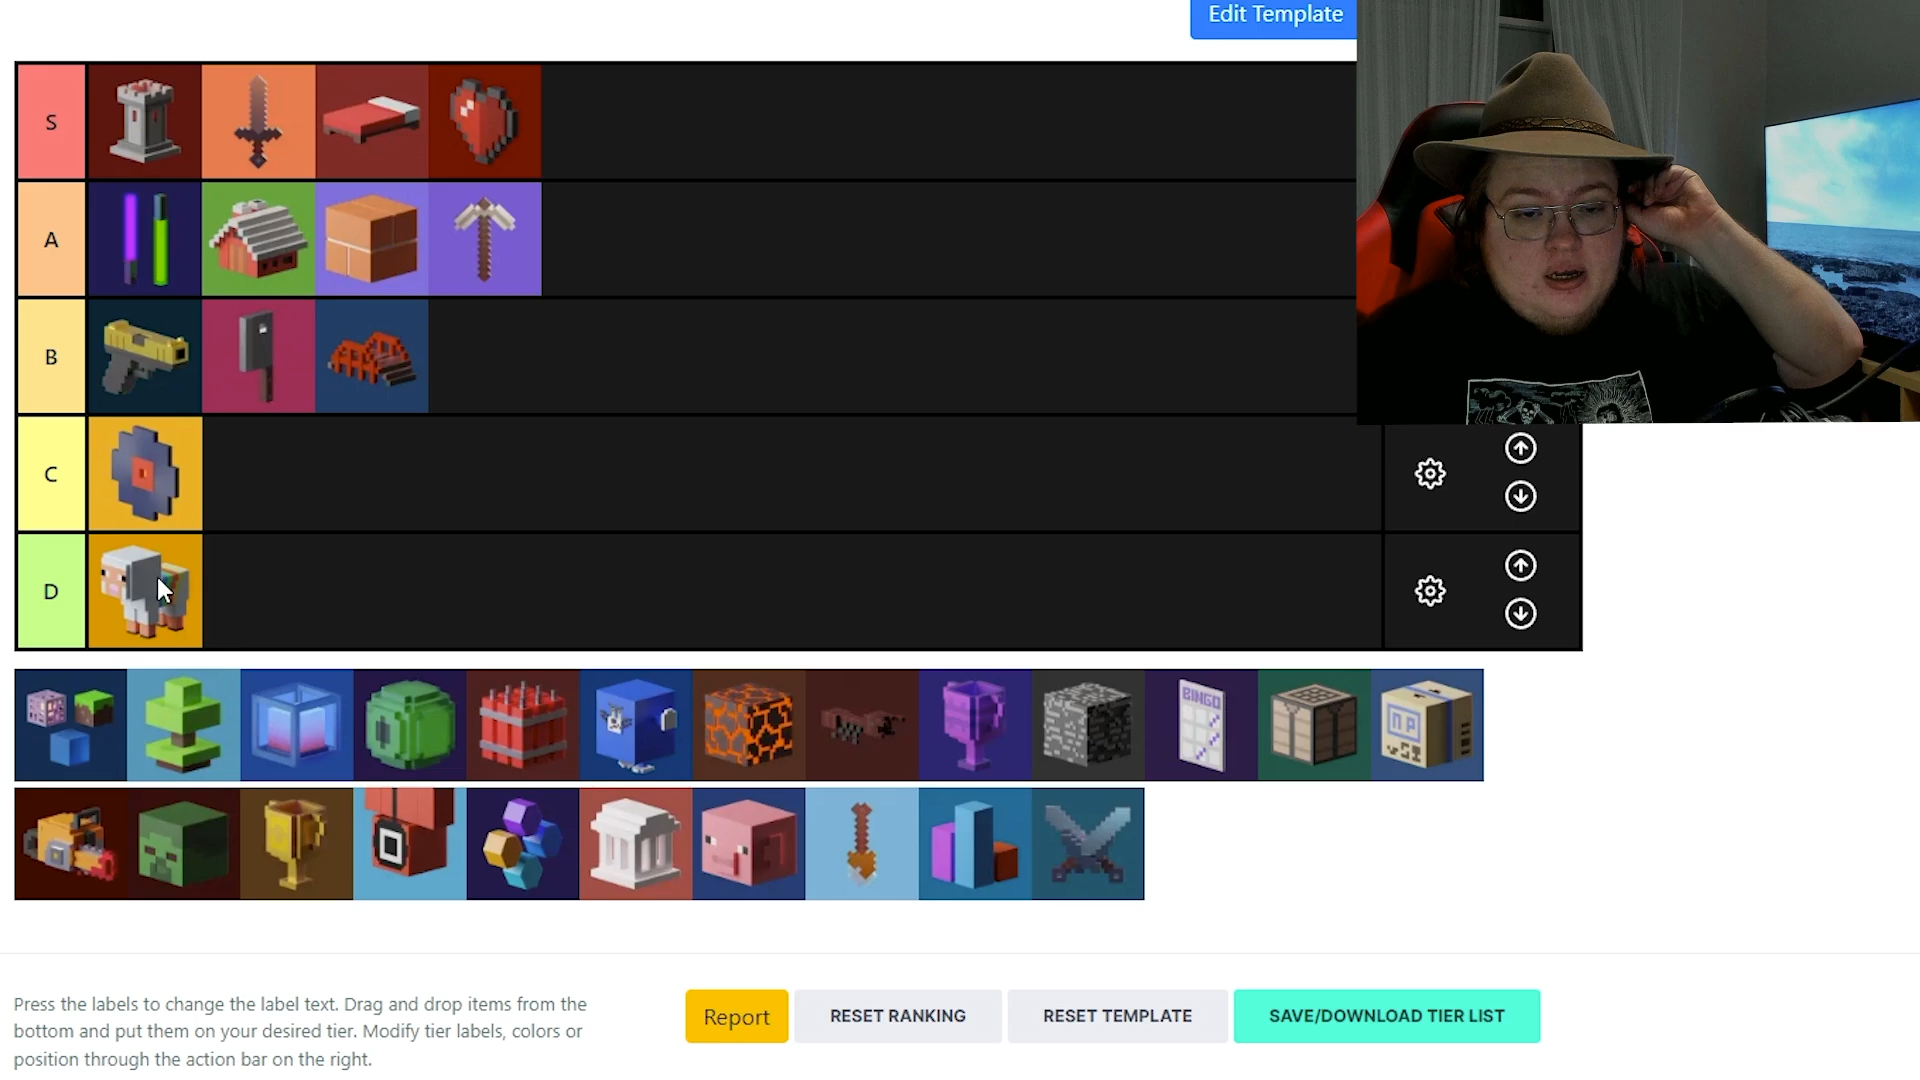 Edit Template
S
A
B
C
D
BINGO
Press the labels to change the label text. Drag and drop items from the
bottom and put them on your desired tier. Modify tier labels, colors or
position through the action bar on the right.
Report
RESET RANKING
RESET TEMPLATE
SAVE/DOWNLOAD TIER LIST